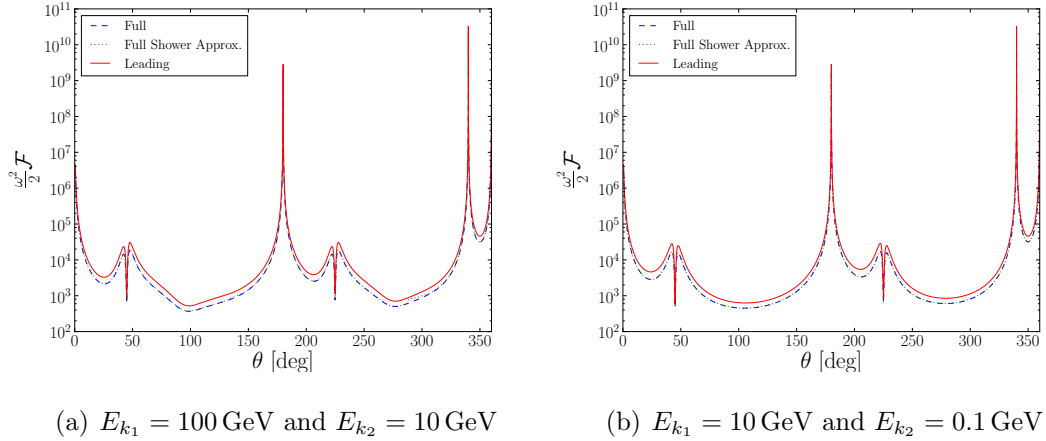 10^11
10^10
10^9
10^8
10^7
10^6
10^5
10^4
10^3
10^2
ω²/2 𝓕
Full
Full Shower Approx.
Leading
0 50 100 150 200 250 300 350
θ [deg]
(a) E_{k_1} = 100 GeV and E_{k_2} = 10 GeV
10^11
10^10
10^9
10^8
10^7
10^6
10^5
10^4
10^3
10^2
ω²/2 𝓕
Full
Full Shower Approx.
Leading
0 50 100 150 200 250 300 350
θ [deg]
(b) E_{k_1} = 10 GeV and E_{k_2} = 0.1 GeV